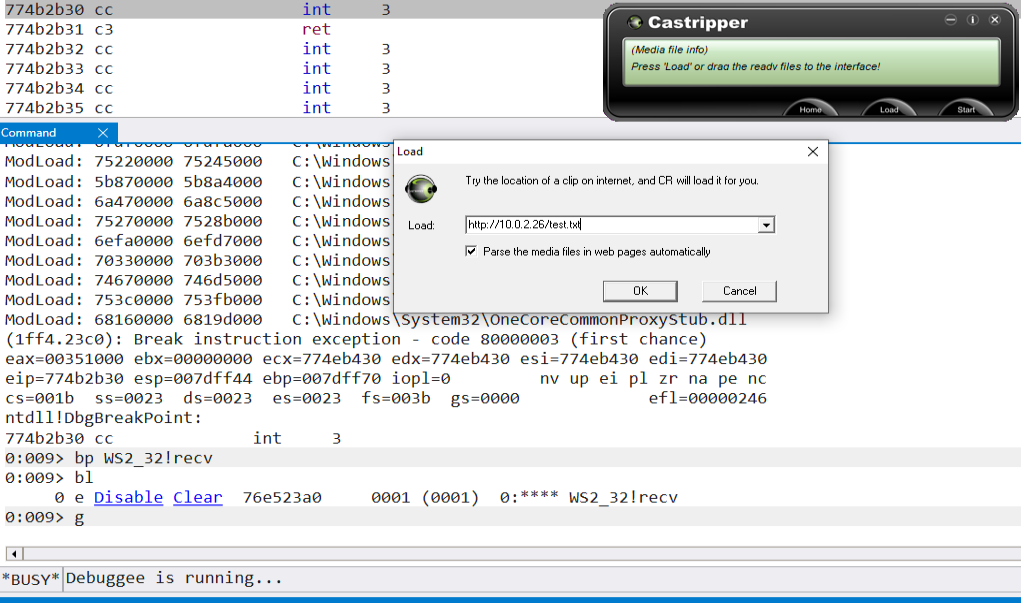 774b2b30 cc int 3
774b2b31 c3 ret
774b2b32 cc int 3
774b2b33 cc int 3
774b2b34 cc int 3
774b2b35 cc int 3
Castripper
(Media file info)
Press 'Load' or drag the ready files to the interface!
Home Load Start
Command
ModLoad: 75220000 75245000 C:\Windows
ModLoad: 5b870000 5b8a4000 C:\Windows
ModLoad: 6a470000 6a8c5000 C:\Windows
ModLoad: 75270000 7528b000 C:\Windows
ModLoad: 6efa0000 6efd7000 C:\Windows
ModLoad: 70330000 703b3000 C:\Windows
ModLoad: 74670000 746d5000 C:\Windows
ModLoad: 753c0000 753fb000 C:\Windows
ModLoad: 68160000 6819d000 C:\Windows\System32\OneCoreCommonProxyStub.dll
Load
Try the location of a clip on internet, and CR will load it for you.
Load: http://10.0.2.26/test.txt
Parse the media files in web pages automatically
OK Cancel
(1ff4.23c0): Break instruction exception - code 80000003 (first chance)
eax=00351000 ebx=00000000 ecx=774eb430 edx=774eb430 esi=774eb430 edi=774eb430
eip=774b2b30 esp=007dff44 ebp=007dff70 iopl=0 nv up ei pl zr na pe nc
cs=001b ss=0023 ds=0023 es=0023 fs=003b gs=0000 efl=00000246
ntdll!DbgBreakPoint:
774b2b30 cc int 3
0:009> bp WS2_32!recv
0:009> bl
0 e Disable Clear 76e523a0 0001 (0001) 0:**** WS2_32!recv
0:009> g
*BUSY* Debuggee is running...